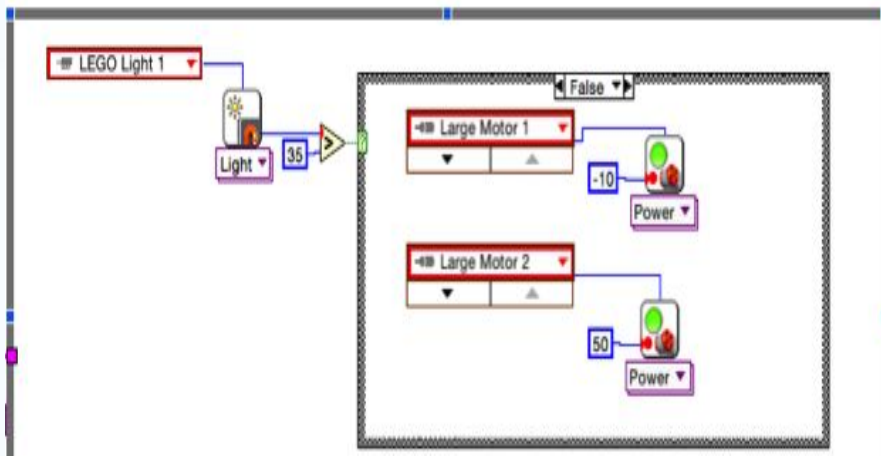 LEGO Light 1
False
Large Motor 1
Light
35
>
-10
Power
Large Motor 2
50
Power